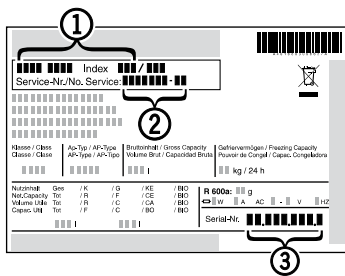 1
Index /
Service-Nr./No. Service: -
2
Klasse / Class Ap-Typ / AP-Type Bruttoinhalt / Gross Capacity Gefriervermögen / Freezing Capacity
Classe / Clase AP-Type / AP-Tipo Volume Brut / Capacidad Bruta Pouvoir de Congel / Capac. Congeladora
I kg / 24 h
Nutzinhalt Ges / K / G / KE / BIO
Net.Capacity Tot / R / F / CE / BIO
Volume Utile Tot / R / C / CA / BIO
Capac. Util Tot / F / C / BO / BIO
I I
R 600a: g
W A AC - V HZ
Serial-Nr. . . .
3